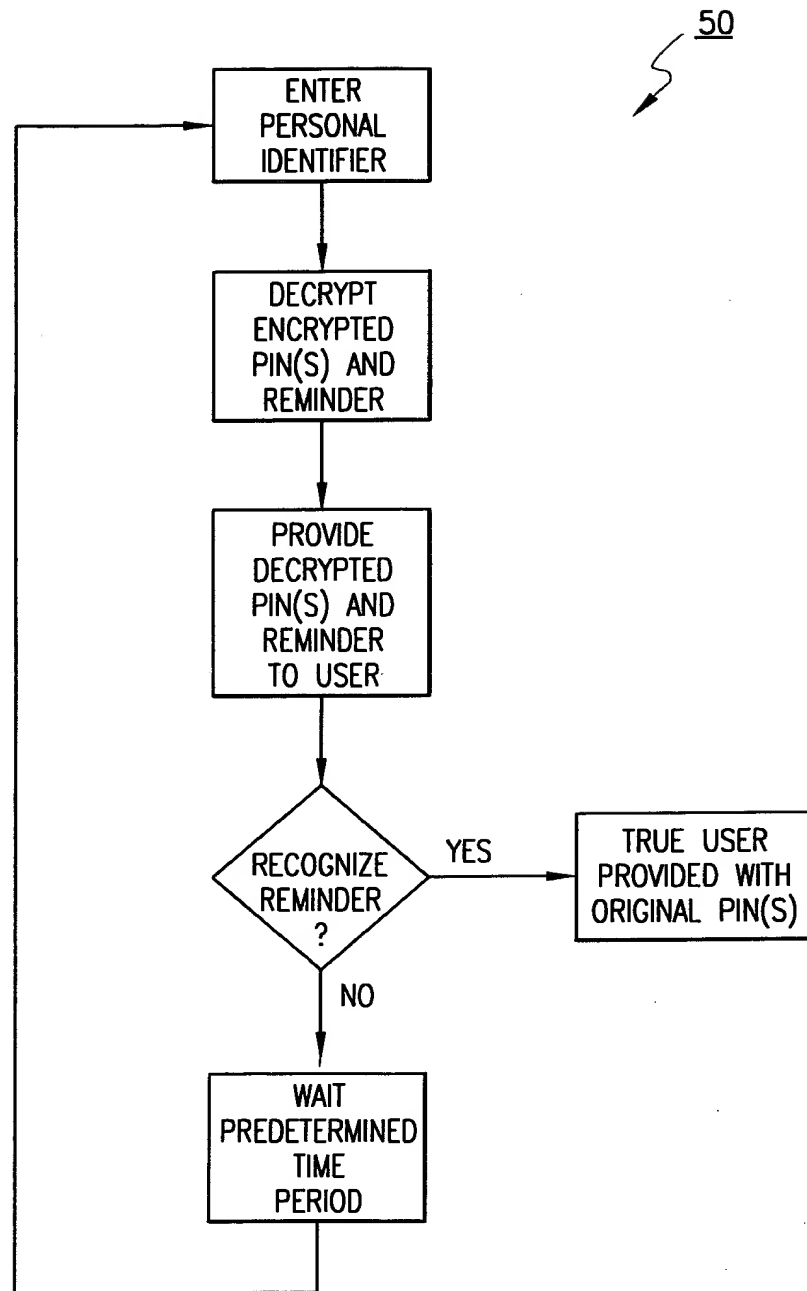 50
ENTER
PERSONAL
IDENTIFIER
DECRYPT
ENCRYPTED
PIN(S) AND
REMINDER
PROVIDE
DECRYPTED
PIN(S) AND
REMINDER
TO USER
RECOGNIZE
REMINDER
?
YES
TRUE USER
PROVIDED WITH
ORIGINAL PIN(S)
NO
WAIT
PREDETERMINED
TIME
PERIOD